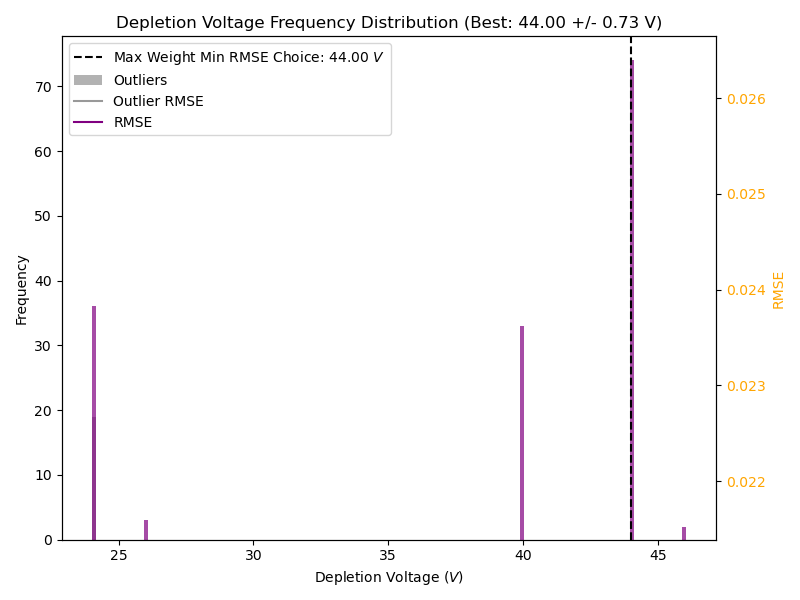 Depletion Voltage Frequency Distribution (Best: 44.00 +/- 0.73 V)
Max Weight Min RMSE Choice: 44.00 V
Outliers
Outlier RMSE
RMSE
Frequency
70
60
50
40
30
20
10
0
25
30
35
40
45
Depletion Voltage (V)
0.026
0.025
0.024
0.023
0.022
RMSE